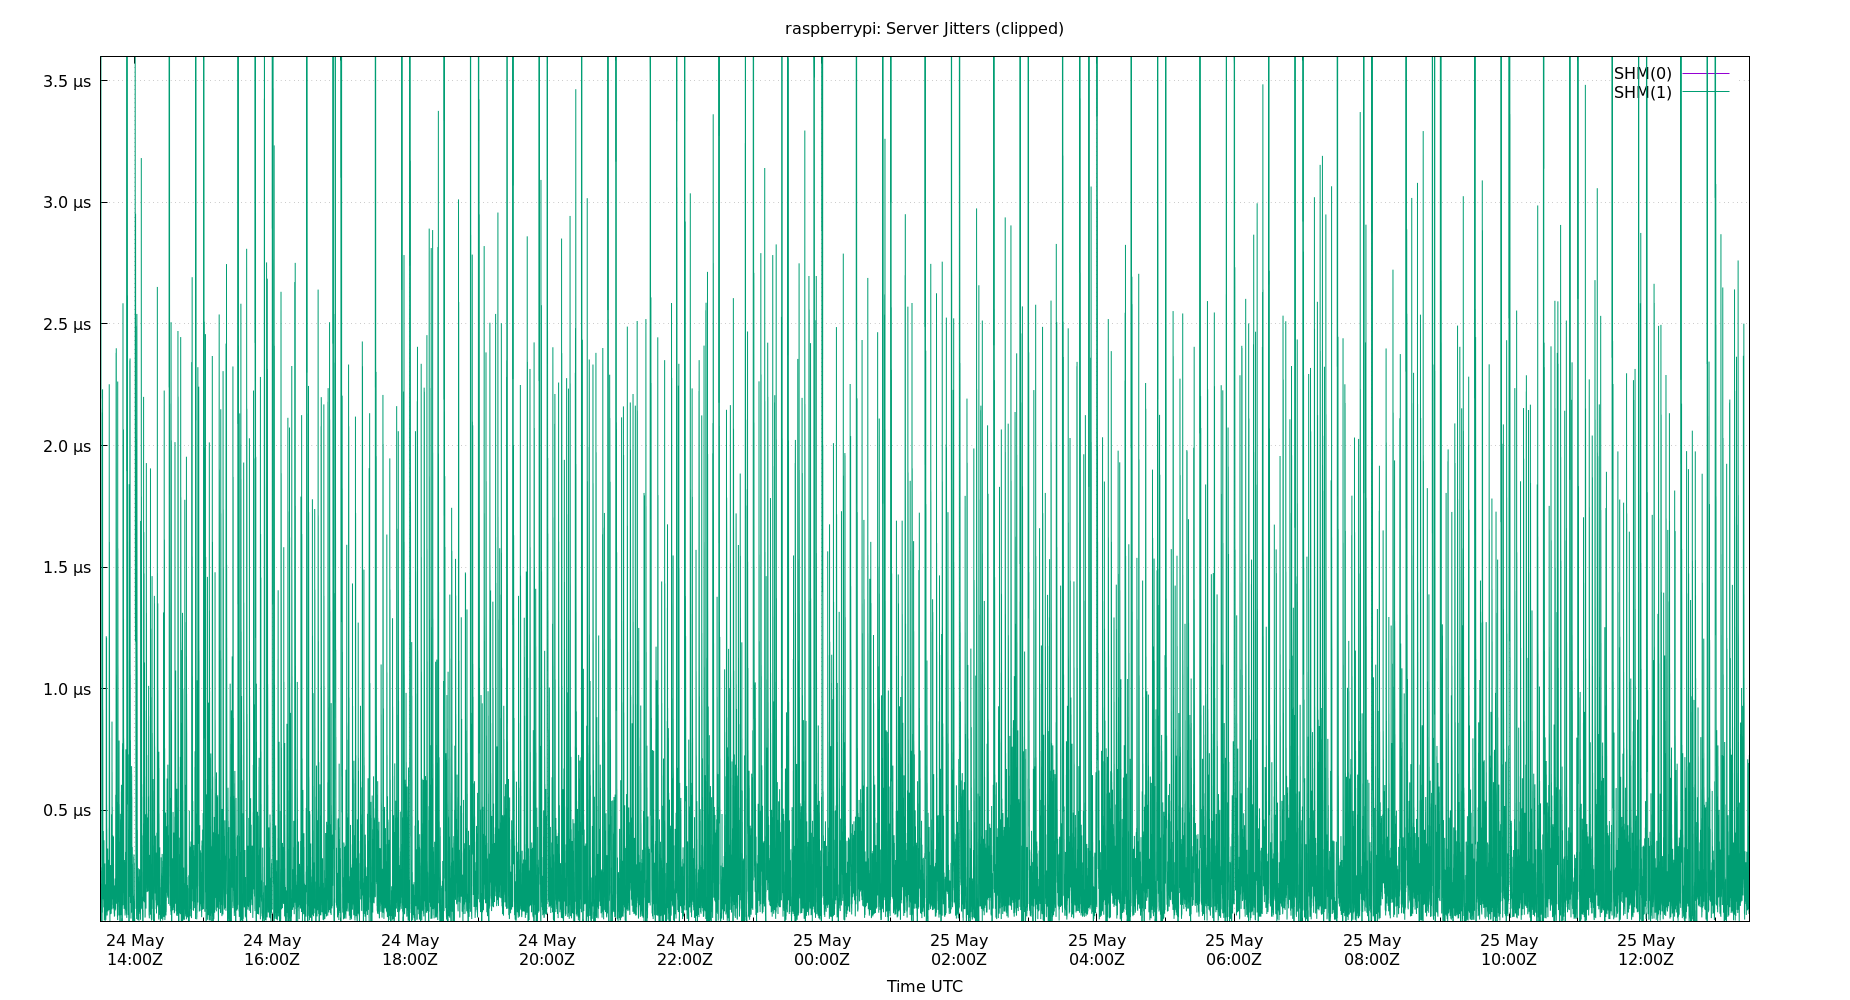 raspberrypi: Server Jitters (clipped)
SHM(0)
SHM(1)
3.5 µs
3.0 µs
2.5 µs
2.0 µs
1.5 µs
1.0 µs
0.5 µs
24 May 24 May 24 May 24 May 24 May 25 May 25 May 25 May 25 May 25 May 25 May 25 May
14:00Z 16:00Z 18:00Z 20:00Z 22:00Z 00:00Z 02:00Z 04:00Z 06:00Z 08:00Z 10:00Z 12:00Z
Time UTC